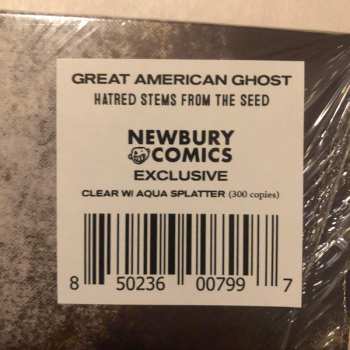 GREAT AMERICAN GHOST
HATRED STEMS FROM THE SEED
NEWBURY
COMICS
EXCLUSIVE
CLEAR W/ AQUA SPLATTER (300 copies)
8 50236 00799 7